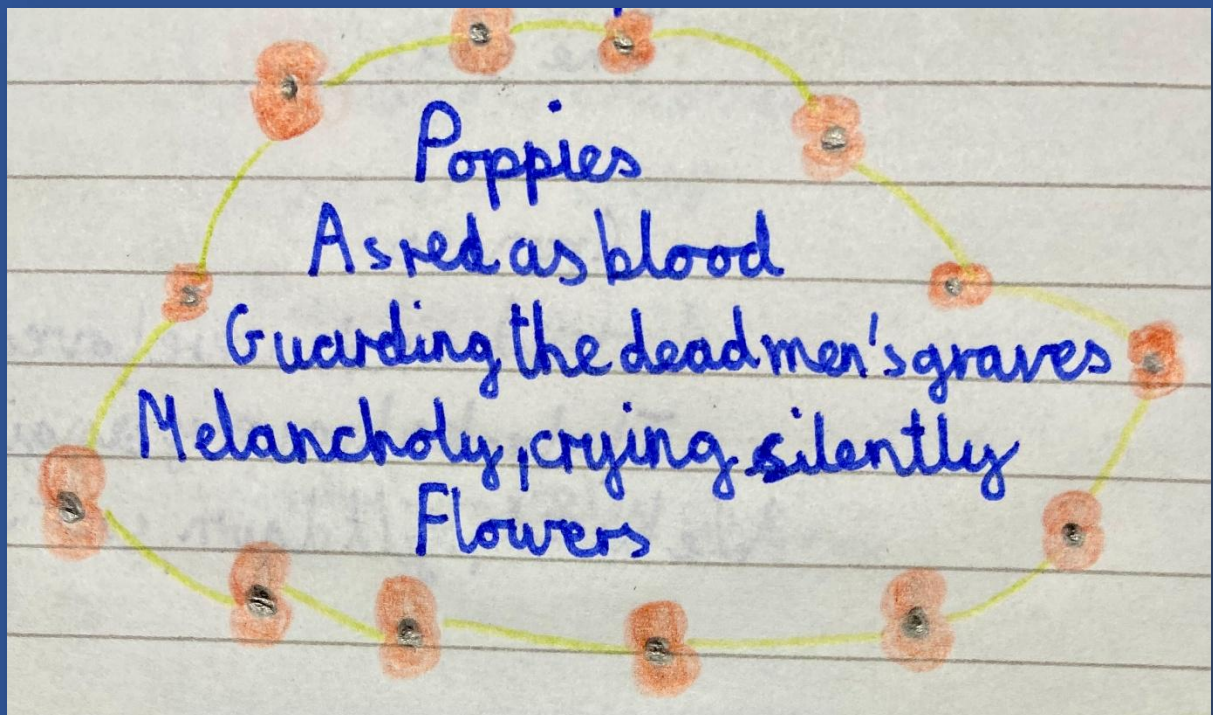 Poppies
As red as blood
Guarding the dead men's graves
Melancholy, crying silently
Flowers